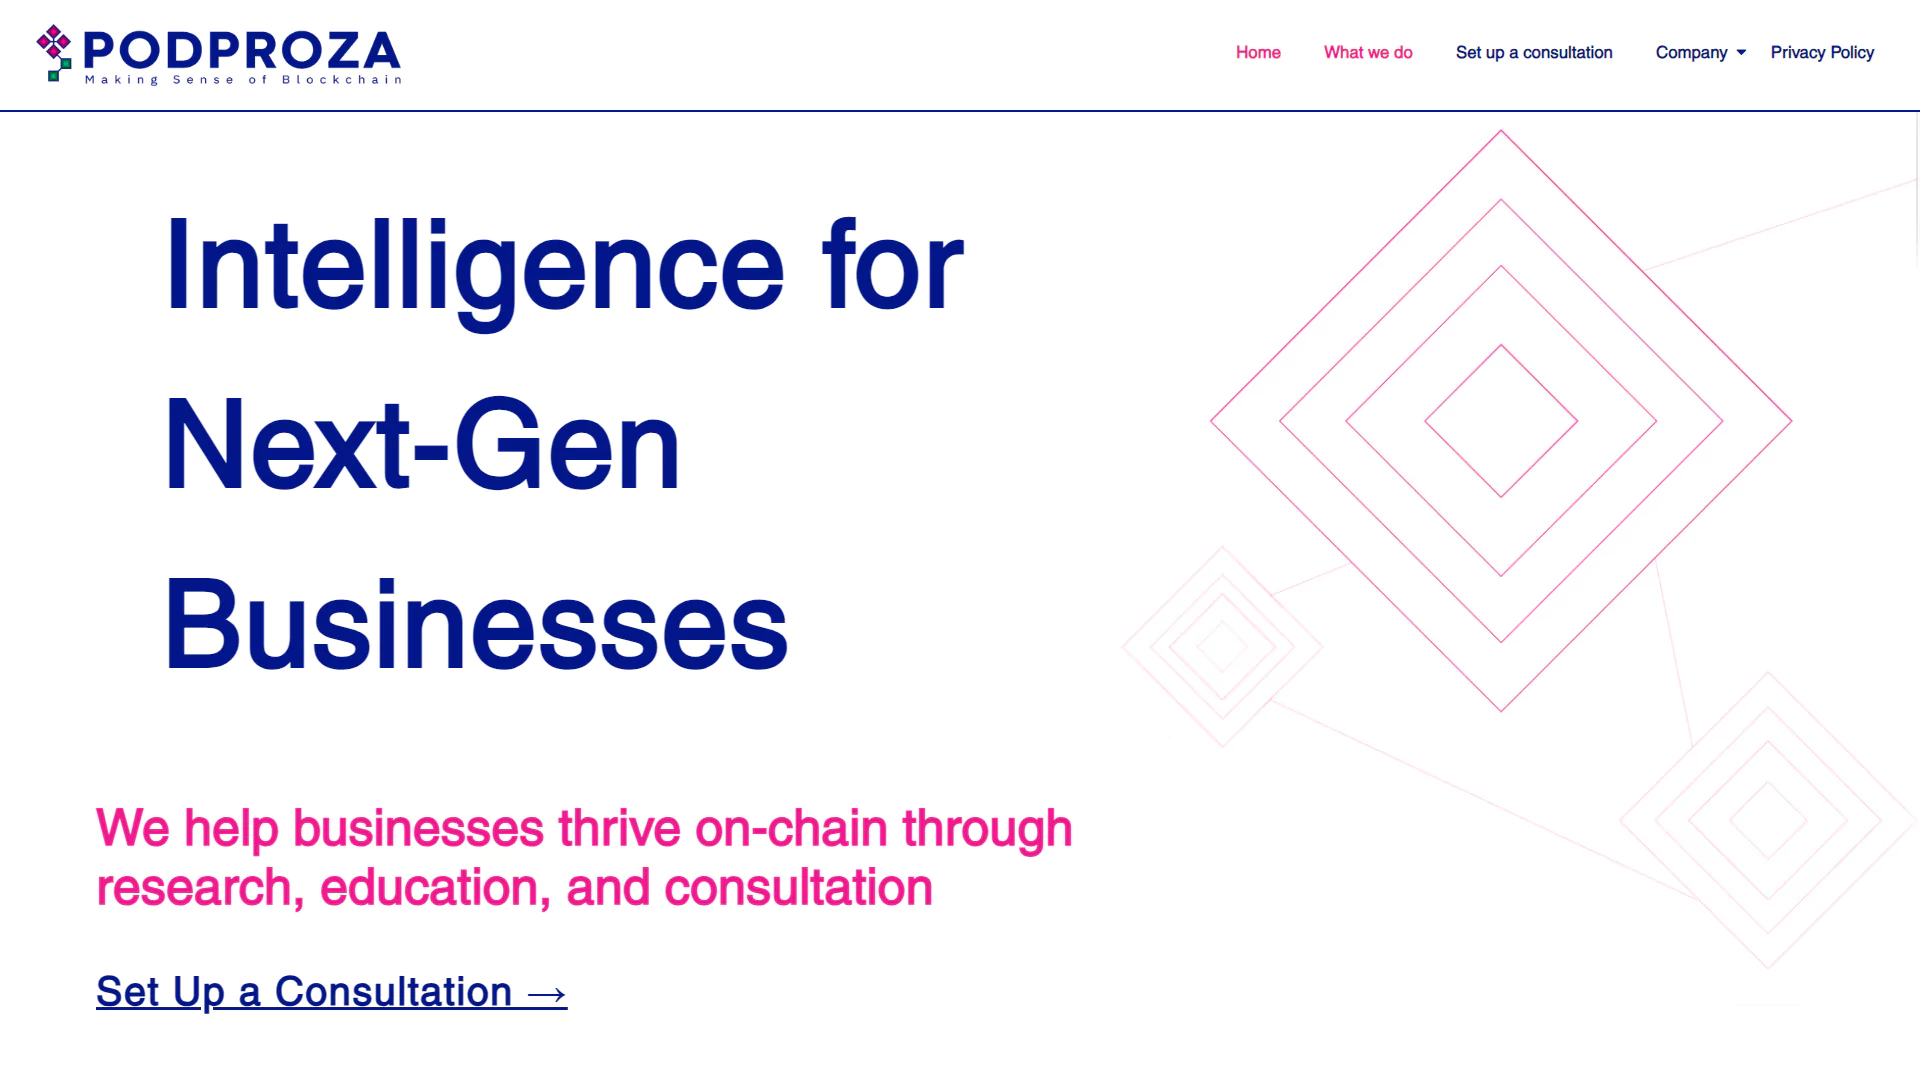 PODPROZA
Making Sense of Blockchain
Home
What we do
Set up a consultation
Company
Privacy Policy
Intelligence for
Next-Gen
Businesses
We help businesses thrive on-chain through
research, education, and consultation
Set Up a Consultation →